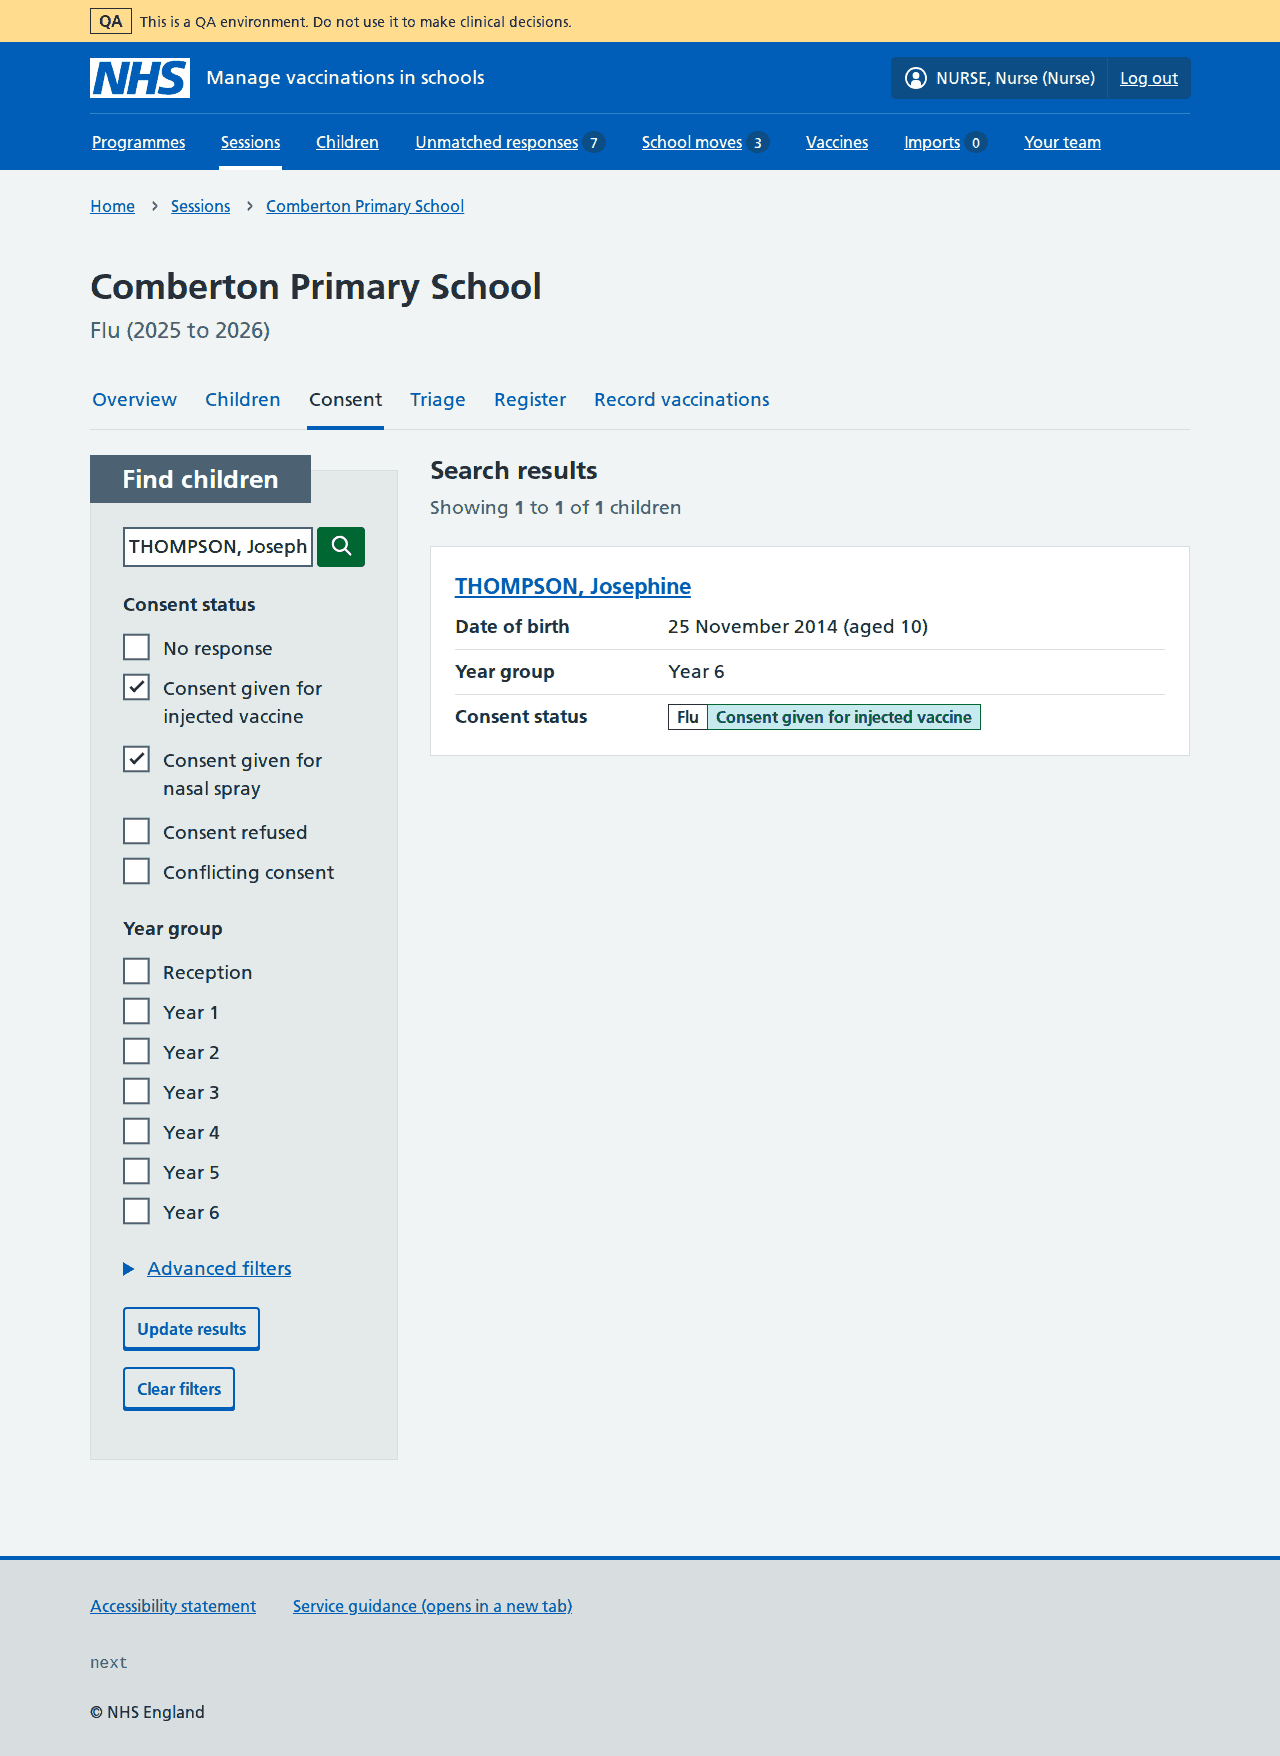 QA This is a QA environment. Do not use it to make clinical decisions.
NHS Manage vaccinations in schools NURSE, Nurse (Nurse) Log out
Programmes Sessions Children Unmatched responses 7 School moves 3 Vaccines Imports 0 Your team
Home Sessions Comberton Primary School
Comberton Primary School
Flu (2025 to 2026)
Overview Children Consent Triage Register Record vaccinations
Find children
THOMPSON, Joseph
Consent status
No response
Consent given for
injected vaccine
Consent given for
nasal spray
Consent refused
Conflicting consent
Year group
Reception
Year 1
Year 2
Year 3
Year 4
Year 5
Year 6
Advanced filters
Update results
Clear filters
Search results
Showing 1 to 1 of 1 children
THOMPSON, Josephine
Date of birth 25 November 2014 (aged 10)
Year group Year 6
Consent status Flu Consent given for injected vaccine
Accessibility statement Service guidance (opens in a new tab)
next
© NHS England